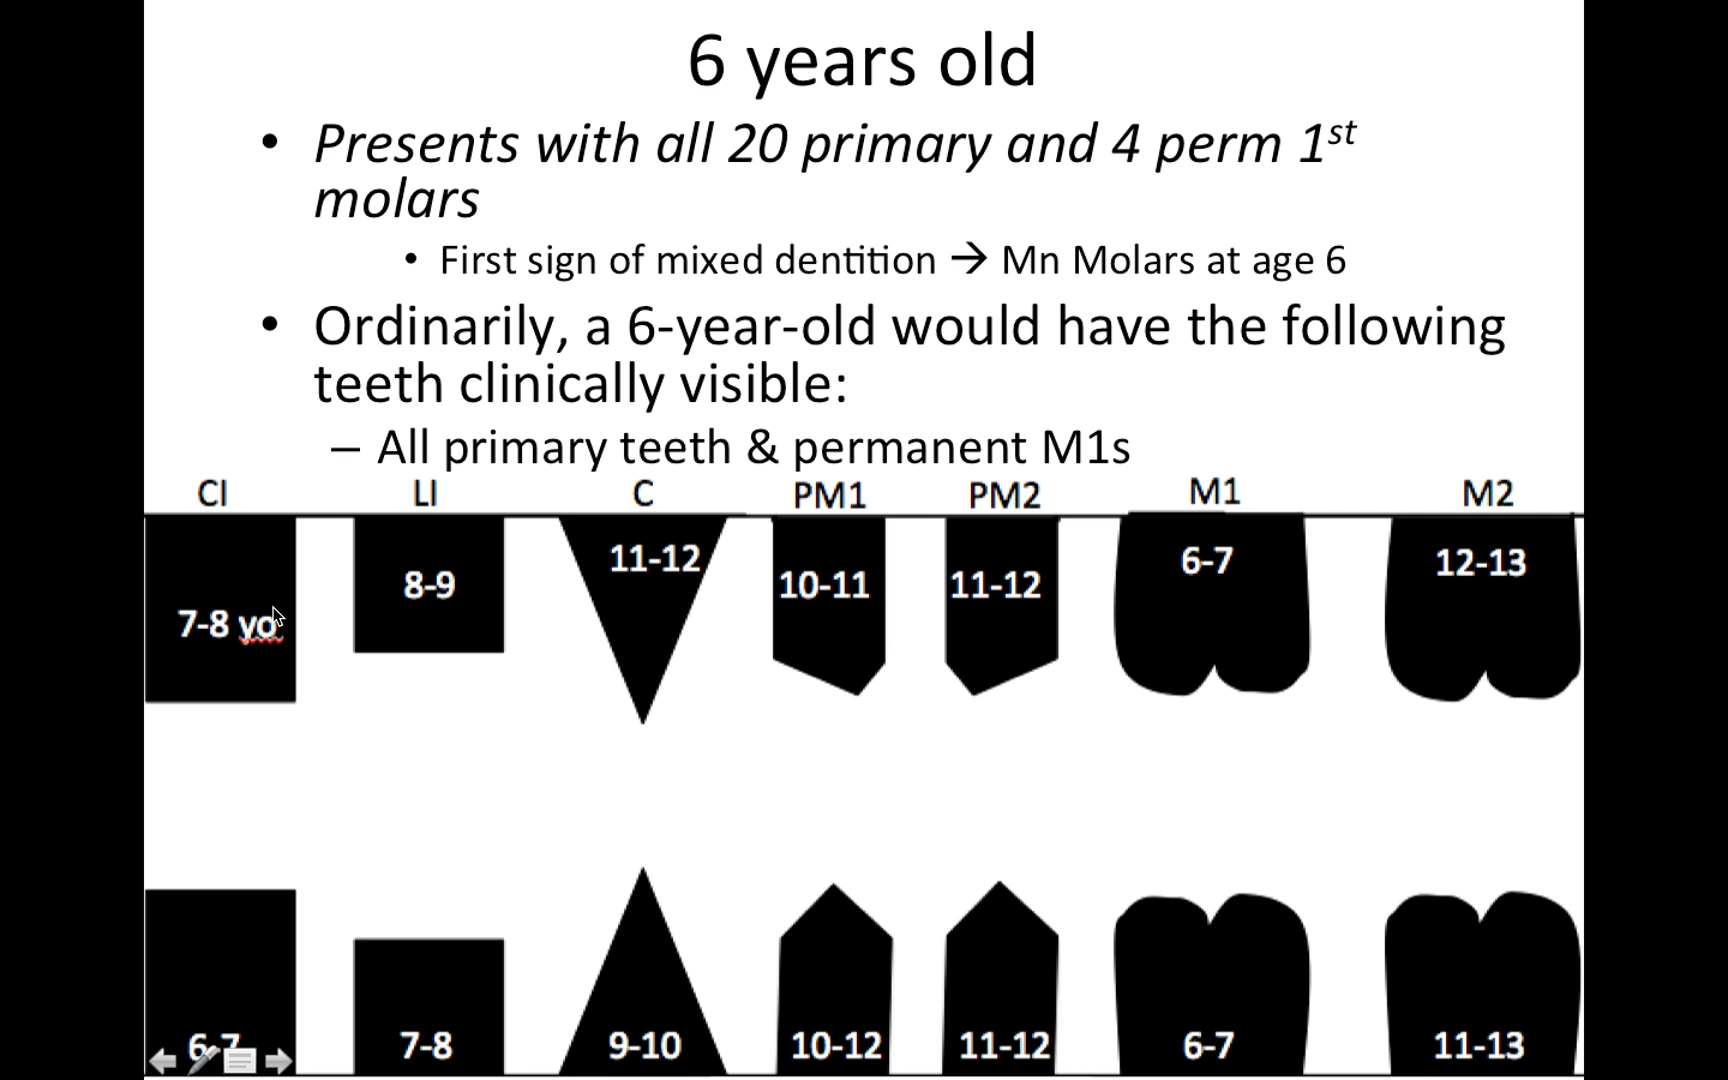 6 years old
• Presents with all 20 primary and 4 perm 1st
molars
• First sign of mixed dentition → Mn Molars at age 6
• Ordinarily, a 6-year-old would have the following
teeth clinically visible:
– All primary teeth & permanent M1s
CI LI C PM1 PM2 M1 M2
7-8 yo 8-9 11-12 10-11 11-12 6-7 12-13
6-7 7-8 9-10 10-12 11-12 6-7 11-13